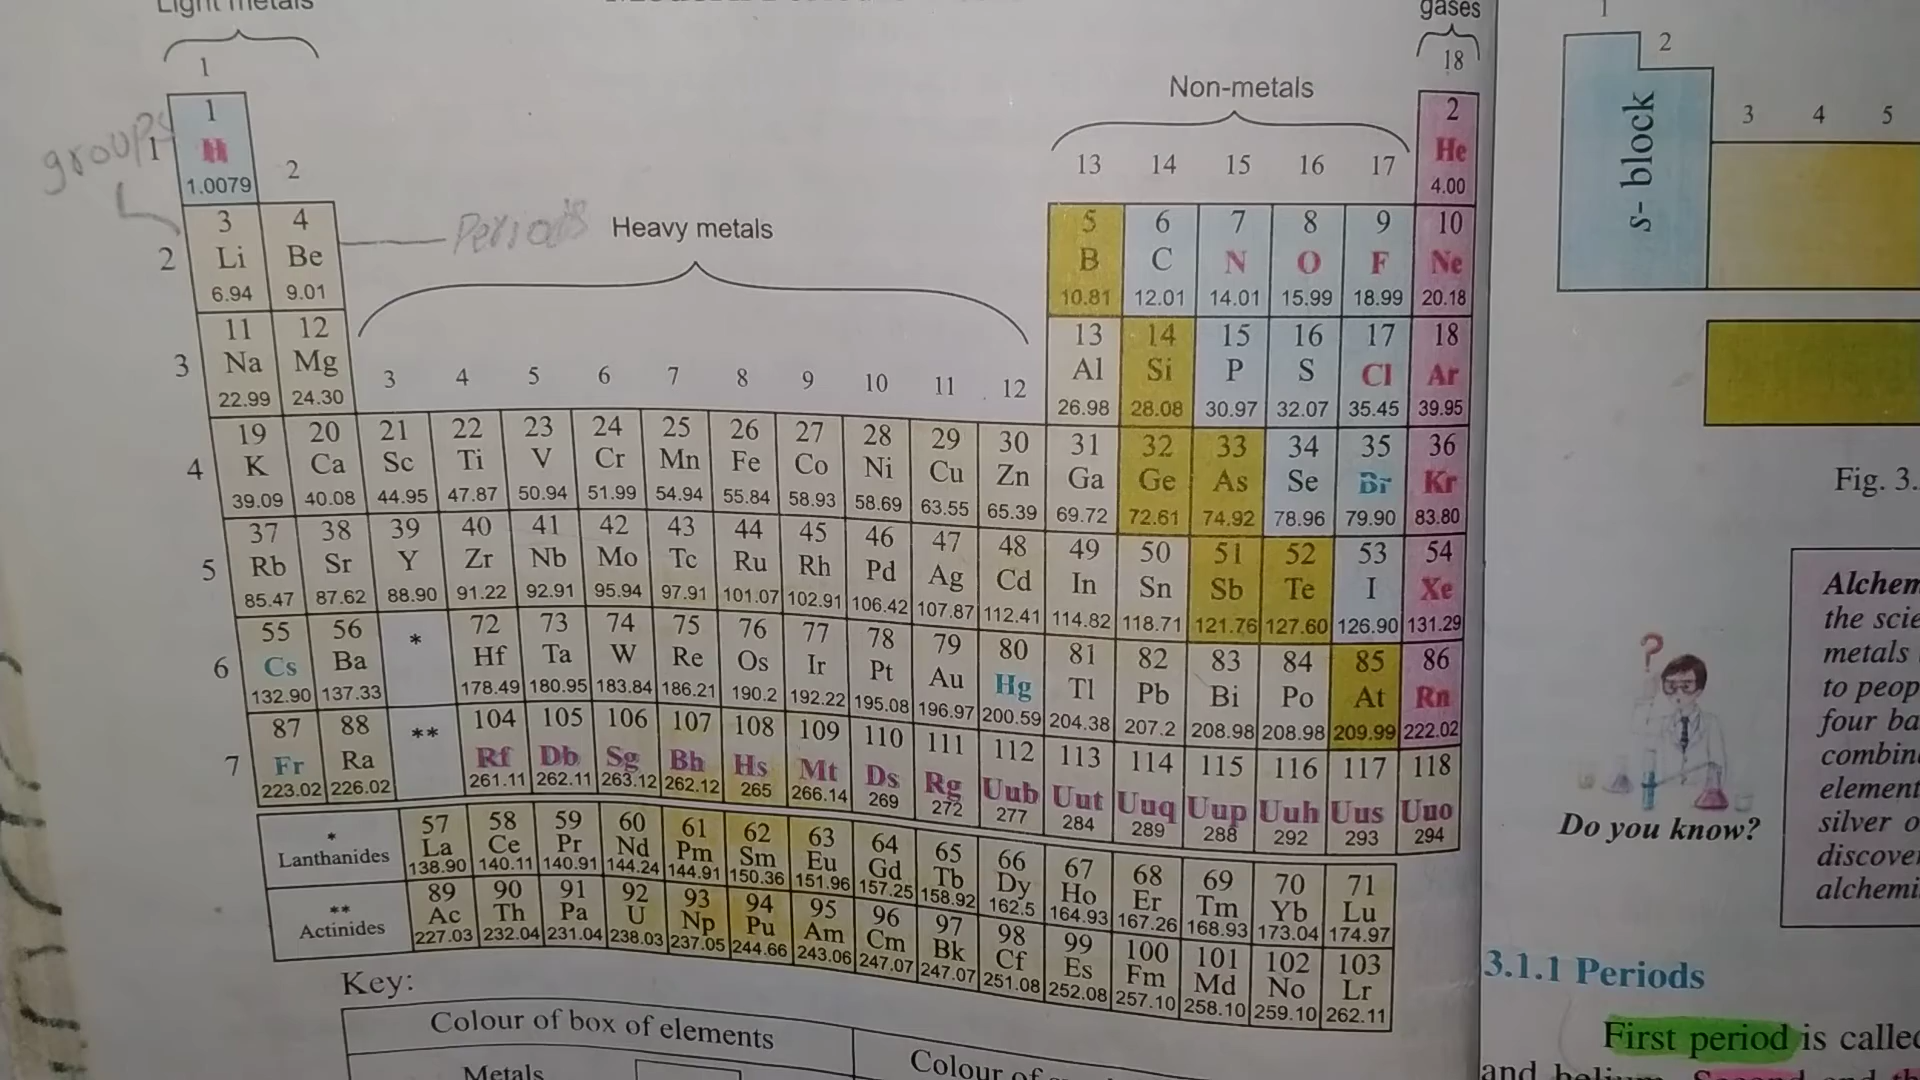 Light metals
gases
1
18
Non-metals
1
H
1.0079
groups
1
2
13 14 15 16 17
2
He
4.00
Periods
Heavy metals
2
3 4 5 6 7 8 9 10
Li Be B C N O F Ne
6.94 9.01 10.81 12.01 14.01 15.99 18.99 20.18
3
11 12 13 14 15 16 17 18
Na Mg Al Si P S Cl Ar
22.99 24.30 26.98 28.08 30.97 32.07 35.45 39.95
3 4 5 6 7 8 9 10 11 12
4
19 20 21 22 23 24 25 26 27 28 29 30 31 32 33 34 35 36
K Ca Sc Ti V Cr Mn Fe Co Ni Cu Zn Ga Ge As Se Br Kr
39.09 40.08 44.95 47.87 50.94 51.99 54.94 55.84 58.93 58.69 63.55 65.39 69.72 72.61 74.92 78.96 79.90 83.80
5
37 38 39 40 41 42 43 44 45 46 47 48 49 50 51 52 53 54
Rb Sr Y Zr Nb Mo Tc Ru Rh Pd Ag Cd In Sn Sb Te I Xe
85.47 87.62 88.90 91.22 92.91 95.94 97.91 101.07 102.91 106.42 107.87 112.41 114.82 118.71 121.76 127.60 126.90 131.29
6
55 56 * 72 73 74 75 76 77 78 79 80 81 82 83 84 85 86
Cs Ba Hf Ta W Re Os Ir Pt Au Hg Tl Pb Bi Po At Rn
132.90 137.33 178.49 180.95 183.84 186.21 190.2 192.22 195.08 196.97 200.59 204.38 207.2 208.98 208.98 209.99 222.02
7
87 88 ** 104 105 106 107 108 109 110 111 112 113 114 115 116 117 118
Fr Ra Rf Db Sg Bh Hs Mt Ds Rg Uub Uut Uuq Uup Uuh Uus Uuo
223.02 226.02 261.11 262.11 263.12 262.12 265 266.14 269 272 277 284 289 288 292 293 294
*
Lanthanides
57 58 59 60 61 62 63 64 65 66 67 68 69 70 71
La Ce Pr Nd Pm Sm Eu Gd Tb Dy Ho Er Tm Yb Lu
138.90 140.11 140.91 144.24 144.91 150.36 151.96 157.25 158.92 162.5 164.93 167.26 168.93 173.04 174.97
**
Actinides
89 90 91 92 93 94 95 96 97 98 99 100 101 102 103
Ac Th Pa U Np Pu Am Cm Bk Cf Es Fm Md No Lr
227.03 232.04 231.04 238.03 237.05 244.66 243.06 247.07 247.07 251.08 252.08 257.10 258.10 259.10 262.11
Key:
Colour of box of elements
Metals
Colour of
1
2
3 4 5
s- block
Fig. 3.
?
Do you know?
Alchem
the scie
metals
to peop
four ba
combin
element
silver o
discover
alchemi
3.1.1 Periods
First period is calle
and helium. Second and th